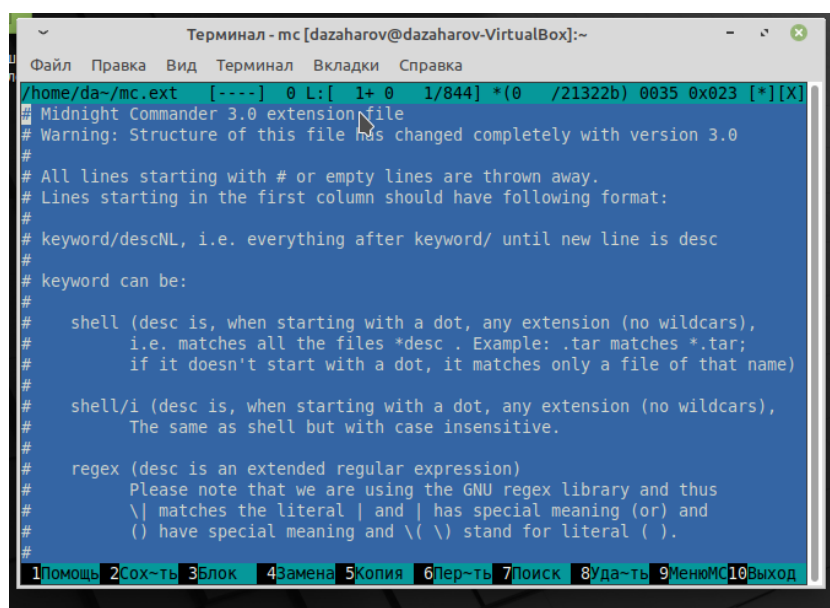 Терминал - mc [dazaharov@dazaharov-VirtualBox]:~
Файл Правка Вид Терминал Вкладки Справка
/home/da~/mc.ext [----] 0 L:[ 1+ 0 1/844] *(0 /21322b) 0035 0x023 [*][X]
# Midnight Commander 3.0 extension file
# Warning: Structure of this file has changed completely with version 3.0
#
# All lines starting with # or empty lines are thrown away.
# Lines starting in the first column should have following format:
#
# keyword/descNL, i.e. everything after keyword/ until new line is desc
#
# keyword can be:
#
# shell (desc is, when starting with a dot, any extension (no wildcars),
# i.e. matches all the files *desc . Example: .tar matches *.tar;
# if it doesn't start with a dot, it matches only a file of that name)
#
# shell/i (desc is, when starting with a dot, any extension (no wildcars),
# The same as shell but with case insensitive.
#
# regex (desc is an extended regular expression)
# Please note that we are using the GNU regex library and thus
# \| matches the literal | and | has special meaning (or) and
# () have special meaning and \( \) stand for literal ( ).
#
1Помощь 2Сох~ть 3Блок 4Замена 5Копия 6Пер~ть 7Поиск 8Уда~ть 9МенюMC 10Выход